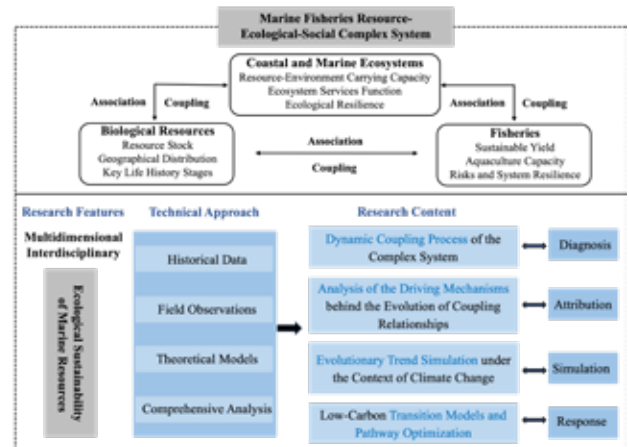 Marine Fisheries Resource-
Ecological-Social Complex System
Coastal and Marine Ecosystems
Resource-Environment Carrying Capacity
Ecosystem Services Function
Ecological Resilience
Association Coupling
Association Coupling
Biological Resources
Resource Stock
Geographical Distribution
Key Life History Stages
Association
Coupling
Fisheries
Sustainable Yield
Aquaculture Capacity
Risks and System Resilience
Research Features
Multidimensional
Interdisciplinary
Ecological Sustainability
of Marine Resources
Technical Approach
Historical Data
Field Observations
Theoretical Models
Comprehensive Analysis
Research Content
Dynamic Coupling Process of the
Complex System
Diagnosis
Analysis of the Driving Mechanisms
behind the Evolution of Coupling
Relationships
Attribution
Evolutionary Trend Simulation under
the Context of Climate Change
Simulation
Low-Carbon Transition Models and
Pathway Optimization
Response